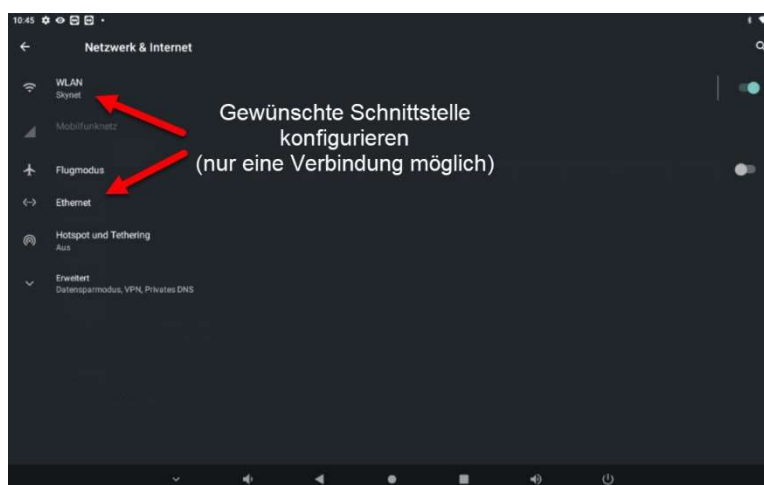 10:45
Netzwerk & Internet
WLAN
Skynet
Gewünschte Schnittstelle
konfigurieren
(nur eine Verbindung möglich)
Mobilfunknetz
Flugmodus
Ethernet
Hotspot und Tethering
Aus
Erweitert
Datensparmodus, VPN, Privates DNS